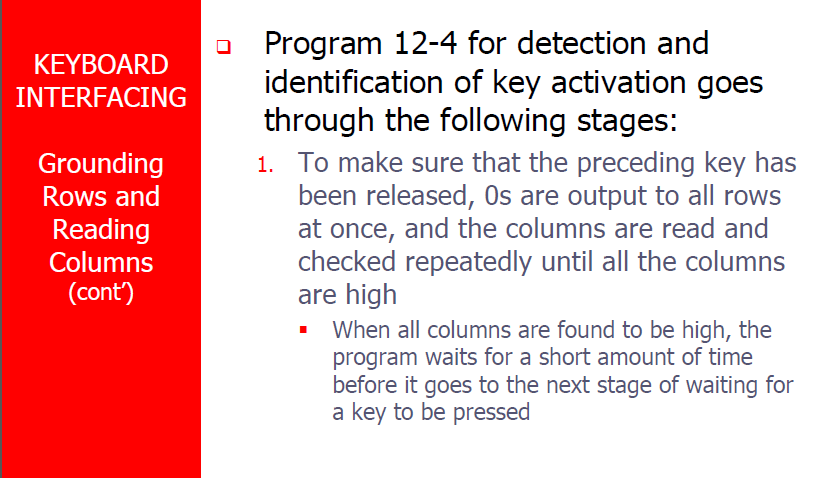 KEYBOARD
INTERFACING
Grounding
Rows and
Reading
Columns
(cont’)
❑ Program 12-4 for detection and
identification of key activation goes
through the following stages:
1. To make sure that the preceding key has
been released, 0s are output to all rows
at once, and the columns are read and
checked repeatedly until all the columns
are high
▪ When all columns are found to be high, the
program waits for a short amount of time
before it goes to the next stage of waiting for
a key to be pressed